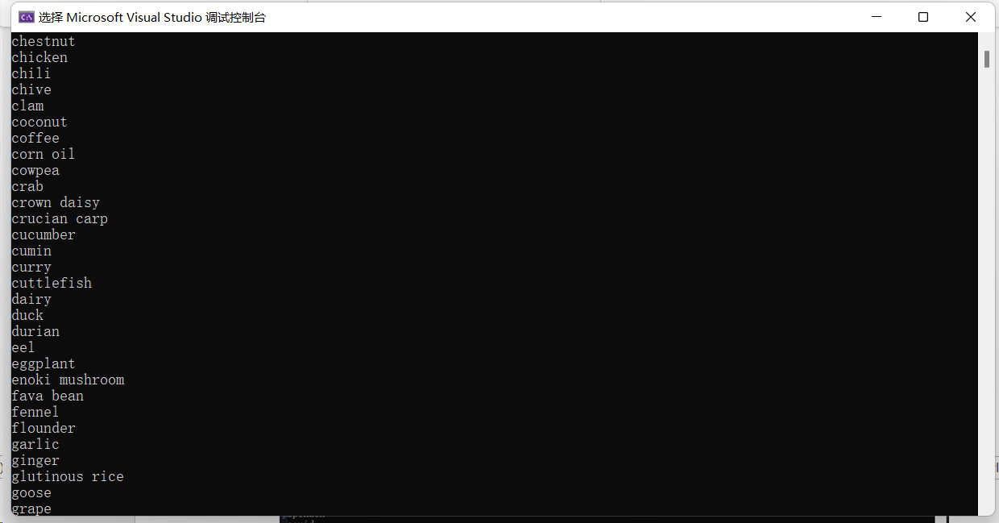 选择 Microsoft Visual Studio 调试控制台
chestnut
chicken
chili
chive
clam
coconut
coffee
corn oil
cowpea
crab
crown daisy
crucian carp
cucumber
cumin
curry
cuttlefish
dairy
duck
durian
eel
eggplant
enoki mushroom
fava bean
fennel
flounder
garlic
ginger
glutinous rice
goose
grape